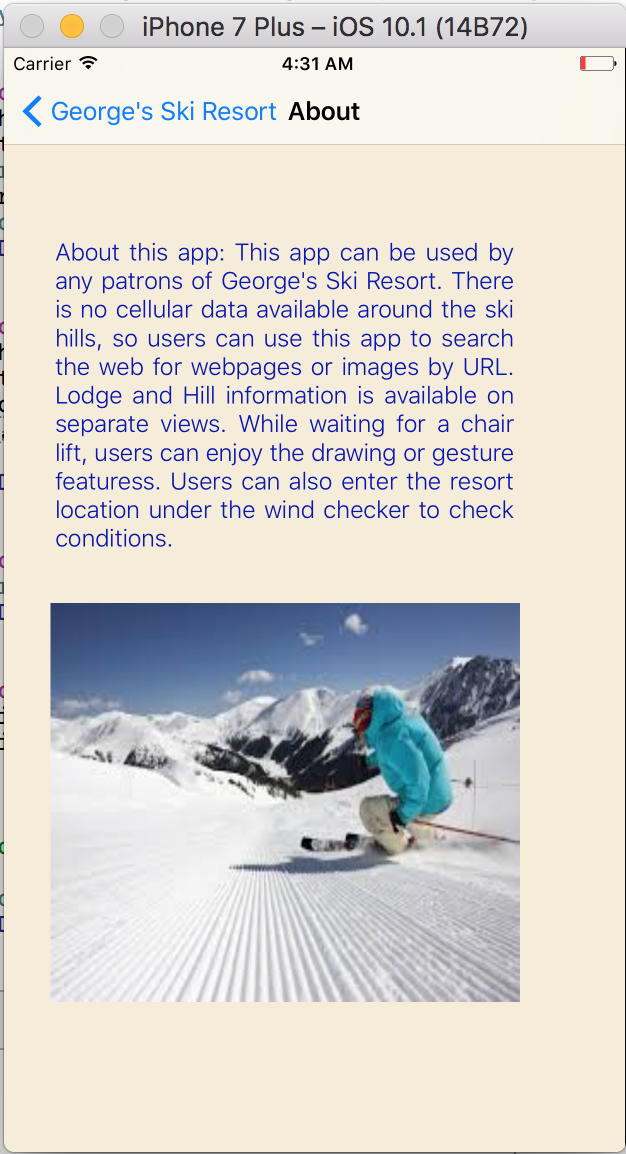 iPhone 7 Plus – iOS 10.1 (14B72)
Carrier 4:31 AM
George's Ski Resort About
About this app: This app can be used by
any patrons of George's Ski Resort. There
is no cellular data available around the ski
hills, so users can use this app to search
the web for webpages or images by URL.
Lodge and Hill information is available on
separate views. While waiting for a chair
lift, users can enjoy the drawing or gesture
featuress. Users can also enter the resort
location under the wind checker to check
conditions.